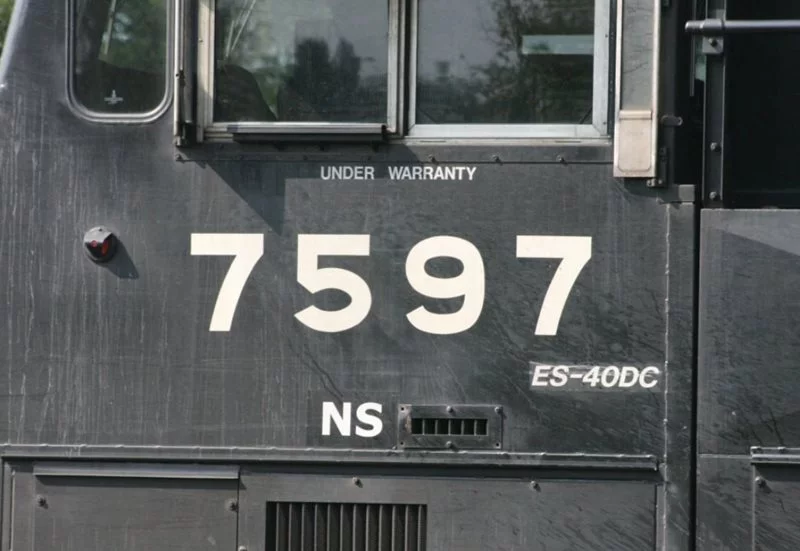 UNDER WARRANTY
7597
ES-40DC
NS